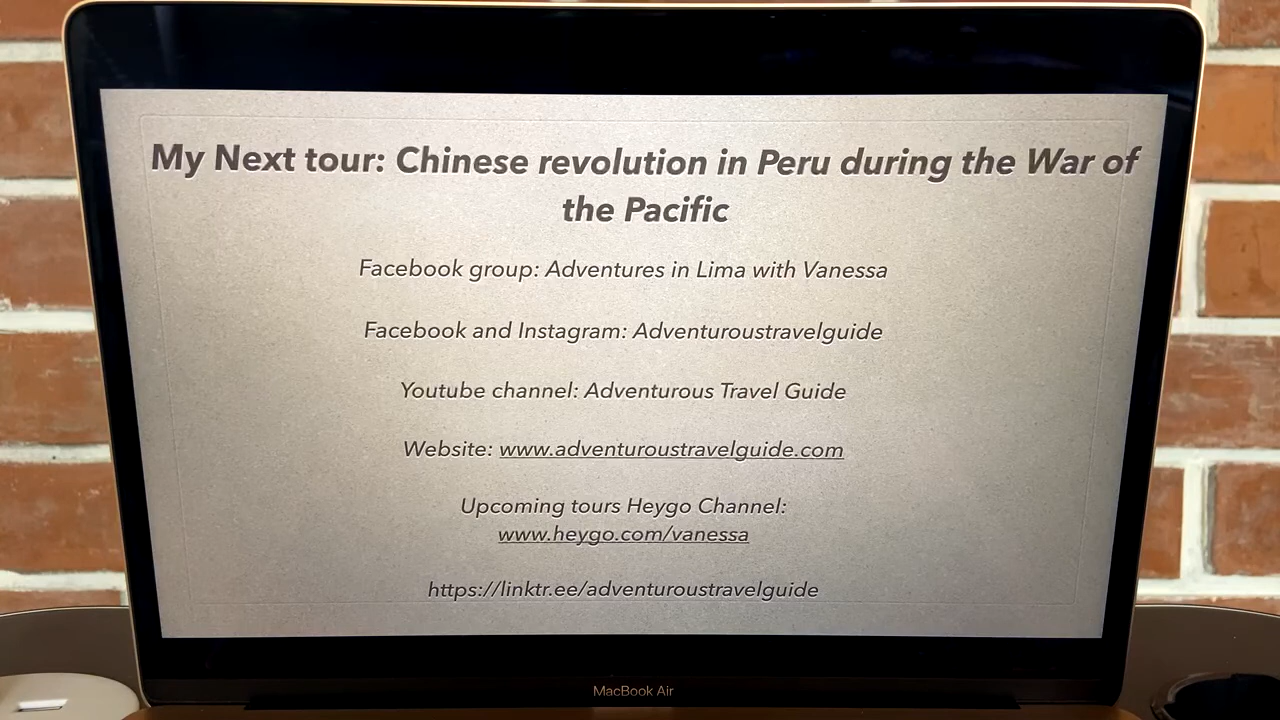 My Next tour: Chinese revolution in Peru during the War of
the Pacific
Facebook group: Adventures in Lima with Vanessa
Facebook and Instagram: Adventuroustravelguide
Youtube channel: Adventurous Travel Guide
Website: www.adventuroustravelguide.com
Upcoming tours Heygo Channel:
www.heygo.com/vanessa
https://linktr.ee/adventuroustravelguide
MacBook Air